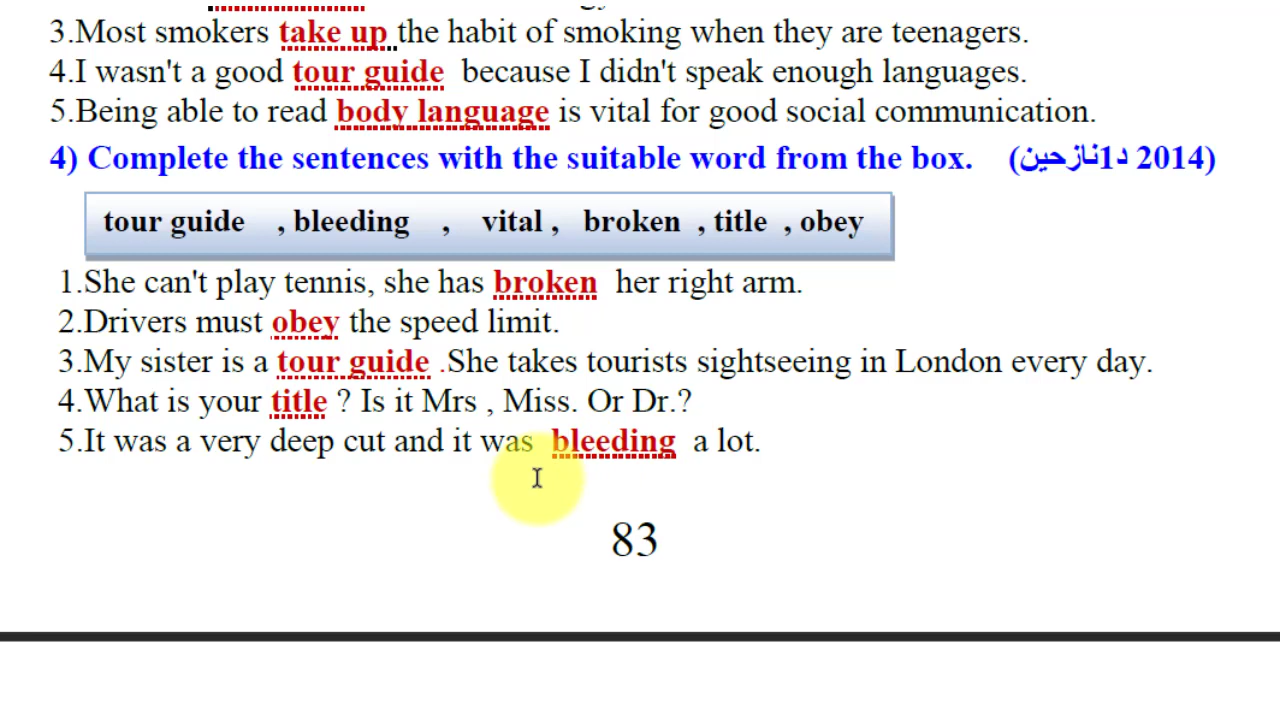 3.Most smokers take up the habit of smoking when they are teenagers.
4.I wasn't a good tour guide because I didn't speak enough languages.
5.Being able to read body language is vital for good social communication.
4) Complete the sentences with the suitable word from the box. (2014 د1نازحين)
tour guide , bleeding , vital , broken , title , obey
1.She can't play tennis, she has broken her right arm.
2.Drivers must obey the speed limit.
3.My sister is a tour guide .She takes tourists sightseeing in London every day.
4.What is your title ? Is it Mrs , Miss. Or Dr.?
5.It was a very deep cut and it was bleeding a lot.
83